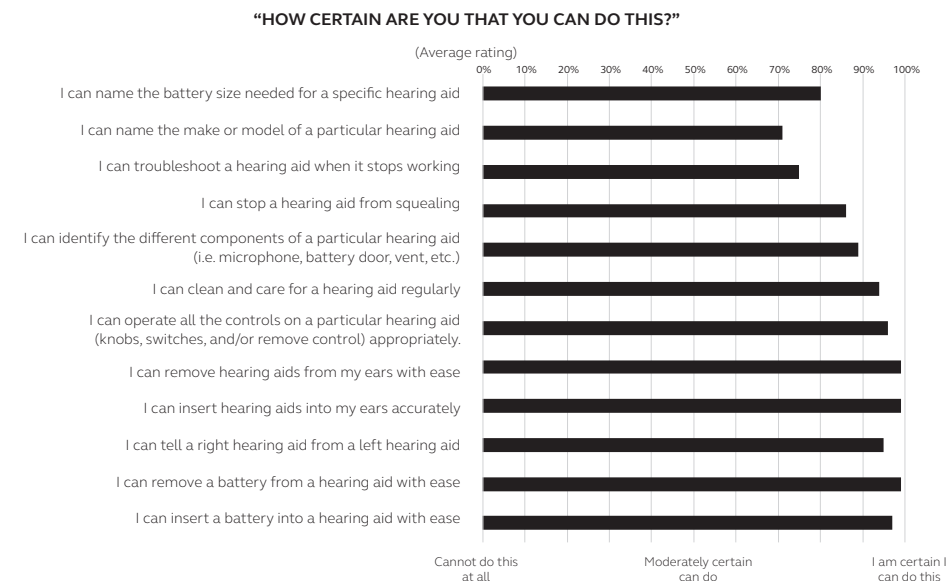 “HOW CERTAIN ARE YOU THAT YOU CAN DO THIS?”
(Average rating)
0% 10% 20% 30% 40% 50% 60% 70% 80% 90% 100%
I can name the battery size needed for a specific hearing aid
I can name the make or model of a particular hearing aid
I can troubleshoot a hearing aid when it stops working
I can stop a hearing aid from squealing
I can identify the different components of a particular hearing aid
(i.e. microphone, battery door, vent, etc.)
I can clean and care for a hearing aid regularly
I can operate all the controls on a particular hearing aid
(knobs, switches, and/or remove control) appropriately.
I can remove hearing aids from my ears with ease
I can insert hearing aids into my ears accurately
I can tell a right hearing aid from a left hearing aid
I can remove a battery from a hearing aid with ease
I can insert a battery into a hearing aid with ease
Cannot do this
at all
Moderately certain
can do
I am certain I
can do this